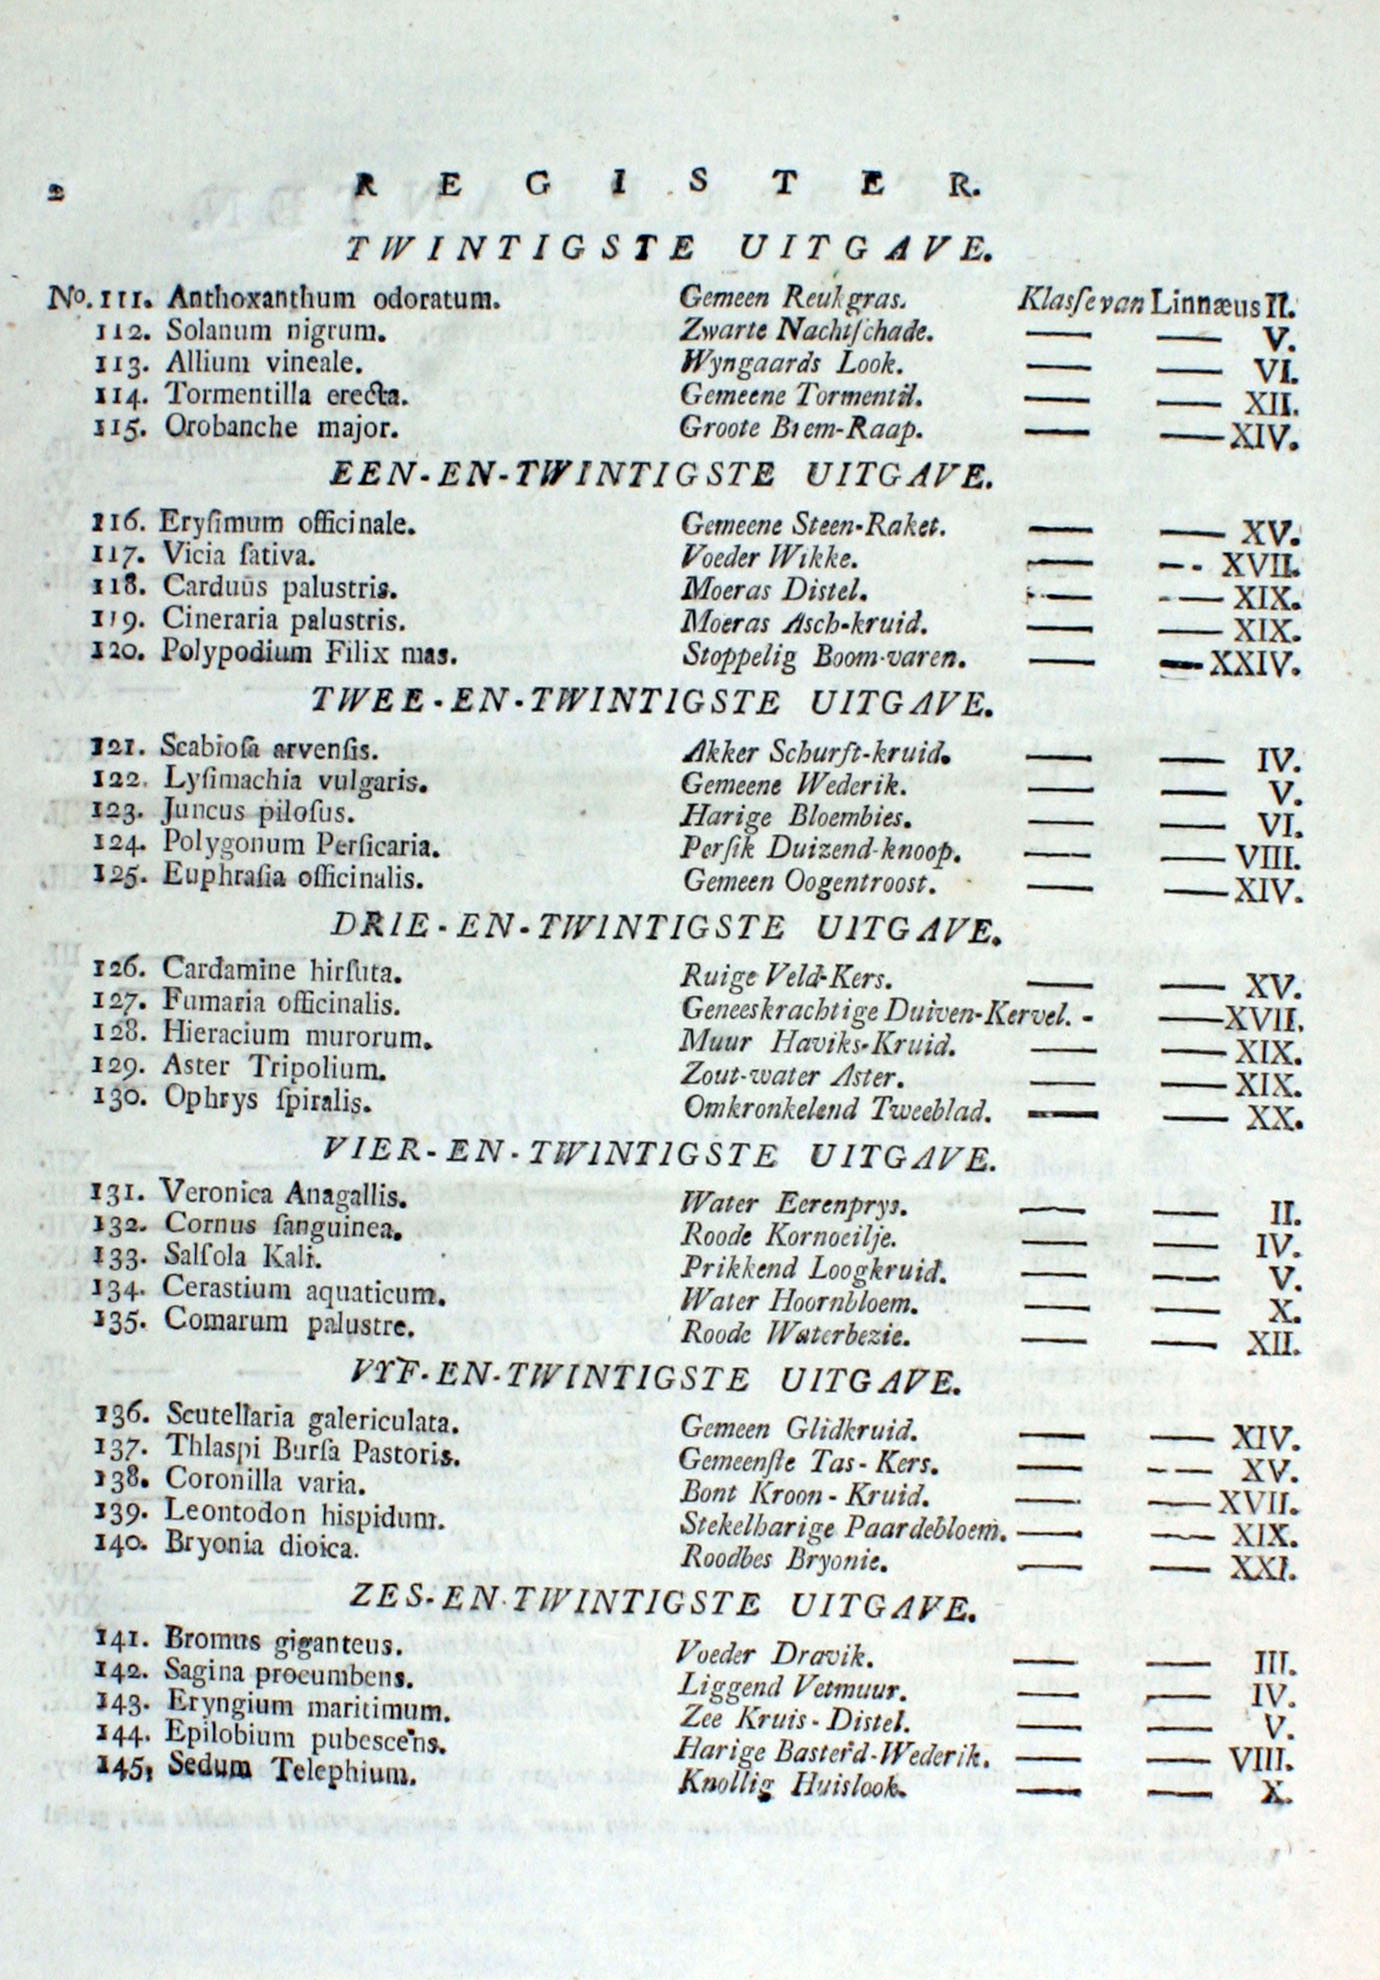 2 REGISTER.
TWINTIGSTE UITGAVE.
No. 111. Anthoxanthum odoratum. Gemeen Reukgras. Klaſſe van Linnæus II.
112. Solanum nigrum. Zwarte Nachtſchade. — — V.
113. Allium vineale. Wyngaards Look. — — VI.
114. Tormentilla erecta. Gemeene Tormentil. — — XII.
115. Orobanche major. Groote Brem-Raap. — — XIV.
EEN-EN-TWINTIGSTE UITGAVE.
116. Eryſimum officinale. Gemeene Steen-Raket. — — XV.
117. Vicia ſativa. Voeder Wikke. — — XVII.
118. Carduus palustris. Moeras Distel. — — XIX.
119. Cineraria palustris. Moeras Asch-kruid. — — XIX.
120. Polypodium Filix mas. Stoppelig Boom-varen. — — XXIV.
TWEE-EN-TWINTIGSTE UITGAVE.
121. Scabioſa arvenſis. Akker Schurft-kruid. — — IV.
122. Lyſimachia vulgaris. Gemeene Wederik. — — V.
123. Juncus piloſus. Harige Bloembies. — — VI.
124. Polygonum Perſicaria. Perſik Duizend-knoop. — — VIII.
125. Euphraſia officinalis. Gemeen Oogentroost. — — XIV.
DRIE-EN-TWINTIGSTE UITGAVE.
126. Cardamine hirſuta. Ruige Veld-Kers. — — XV.
127. Fumaria officinalis. Geneeskrachtige Duiven-Kervel. - — XVII.
128. Hieracium murorum. Muur Haviks-Kruid. — — XIX.
129. Aster Tripolium. Zout-water Aster. — — XIX.
130. Ophrys ſpiralis. Omkronkelend Tweeblad. — — XX.
VIER-EN-TWINTIGSTE UITGAVE.
131. Veronica Anagallis. Water Eerenprys. — — II.
132. Cornus ſanguinea. Roode Kornoeilje. — — IV.
133. Salſola Kali. Prikkend Loogkruid. — — V.
134. Cerastium aquaticum. Water Hoornbloem. — — X.
135. Comarum palustre. Roode Waterbezie. — — XII.
VYF-EN-TWINTIGSTE UITGAVE.
136. Scutellaria galericulata. Gemeen Glidkruid. — — XIV.
137. Thlaspi Burſa Pastoris. Gemeenſte Tas-Kers. — — XV.
138. Coronilla varia. Bont Kroon-Kruid. — — XVII.
139. Leontodon hispidum. Stekelharige Paardebloem. — — XIX.
140. Bryonia dioica. Roodbes Bryonie. — — XXI.
ZES-EN-TWINTIGSTE UITGAVE.
141. Bromus giganteus. Voeder Dravik. — — III.
142. Sagina procumbens. Liggend Vetmuur. — — IV.
143. Eryngium maritimum. Zee Kruis-Distel. — — V.
144. Epilobium pubescens. Harige Basterd-Wederik. — — VIII.
145, Sedum Telephium. Knollig Huislook. — — X.